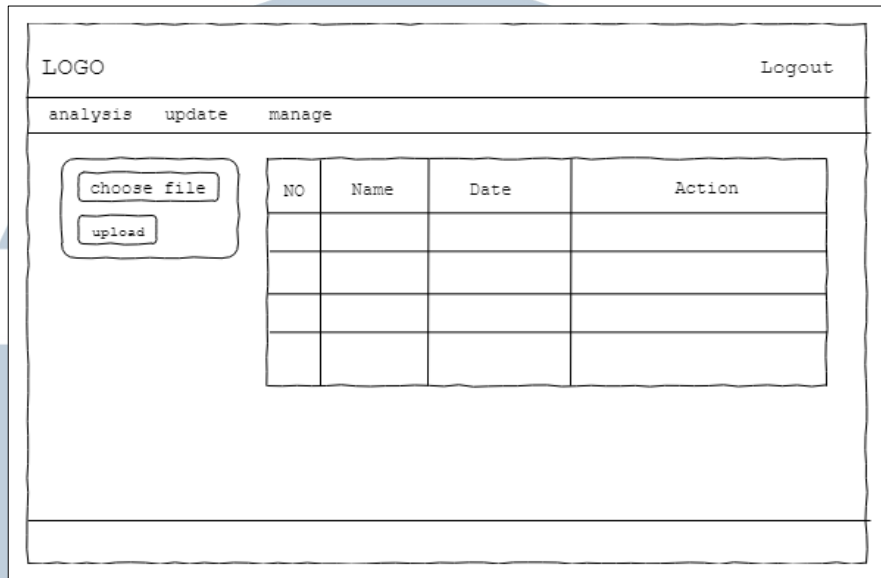 LOGO Logout
analysis update manage
choose file
upload
NO Name Date Action